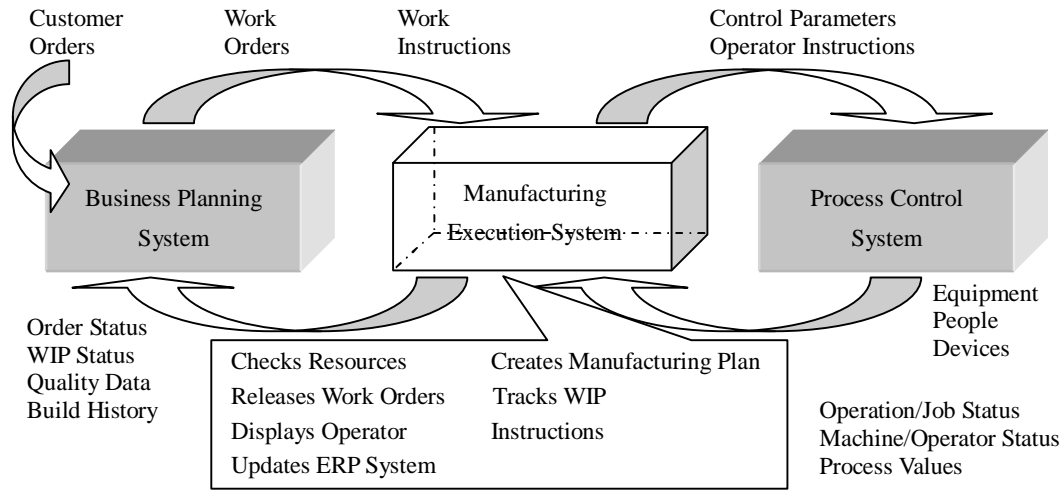 Customer
Orders
Work
Orders
Work
Instructions
Control Parameters
Operator Instructions
Business Planning
System
Manufacturing
Execution System
Process Control
System
Order Status
WIP Status
Quality Data
Build History
Checks Resources
Creates Manufacturing Plan
Releases Work Orders
Tracks WIP
Displays Operator
Instructions
Updates ERP System
Equipment
People
Devices
Operation/Job Status
Machine/Operator Status
Process Values